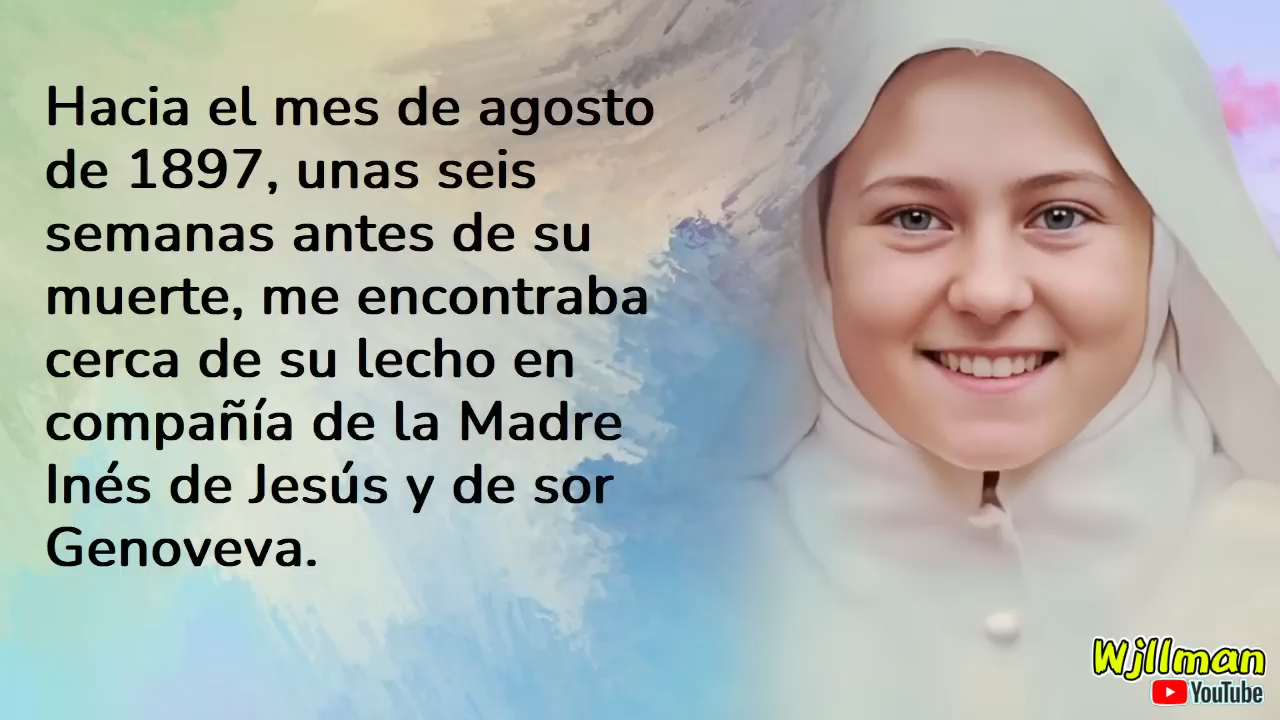 Hacia el mes de agosto
de 1897, unas seis
semanas antes de su
muerte, me encontraba
cerca de su lecho en
compañía de la Madre
Inés de Jesús y de sor
Genoveva.
Wjllman
YouTube